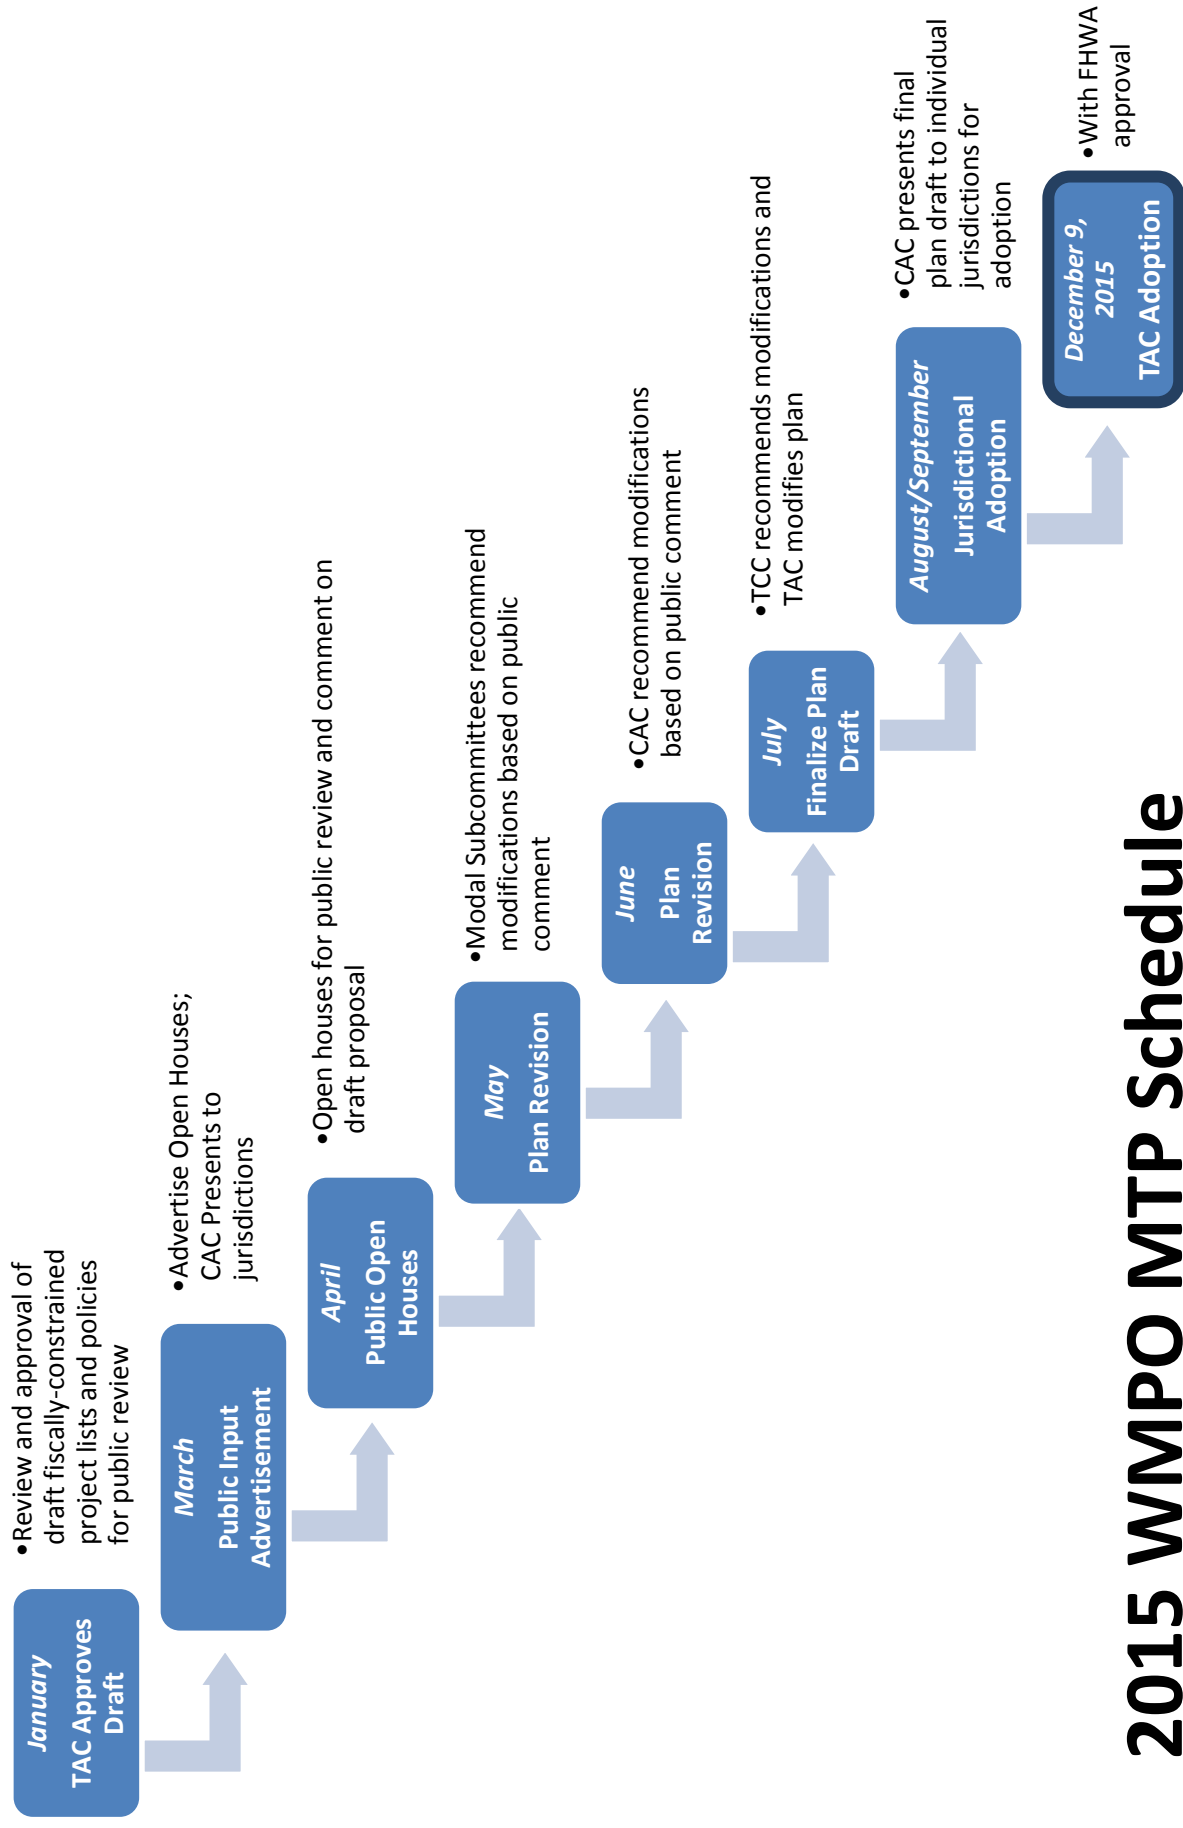 January
TAC Approves
Draft
•Review and approval of
draft fiscally-constrained
project lists and policies
for public review
March
Public Input
Advertisement
•Advertise Open Houses;
CAC Presents to
jurisdictions
April
Public Open
Houses
•Open houses for public review and comment on
draft proposal
May
Plan Revision
•Modal Subcommittees recommend
modifications based on public
comment
June
Plan
Revision
•CAC recommend modifications
based on public comment
July
Finalize Plan
Draft
•TCC recommends modifications and
TAC modifies plan
August/September
Jurisdictional
Adoption
•CAC presents final
plan draft to individual
jurisdictions for
adoption
December 9,
2015
TAC Adoption
•With FHWA
approval
2015 WMPO MTP Schedule